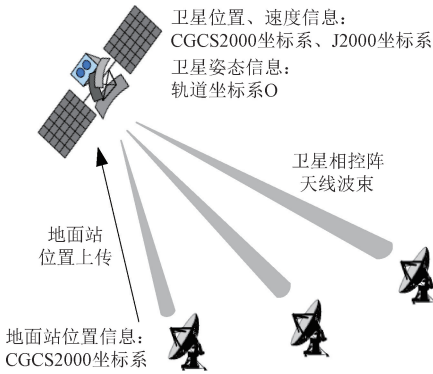 卫星位置、速度信息：
CGCS2000坐标系、J2000坐标系
卫星姿态信息：
轨道坐标系O
卫星相控阵
天线波束
地面站
位置上传
地面站位置信息：
CGCS2000坐标系